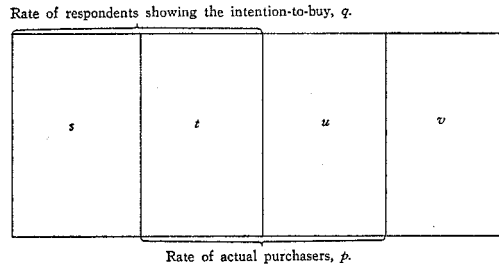 Rate of respondents showing the intention-to-buy, q.
s t u v
Rate of actual purchasers, p.